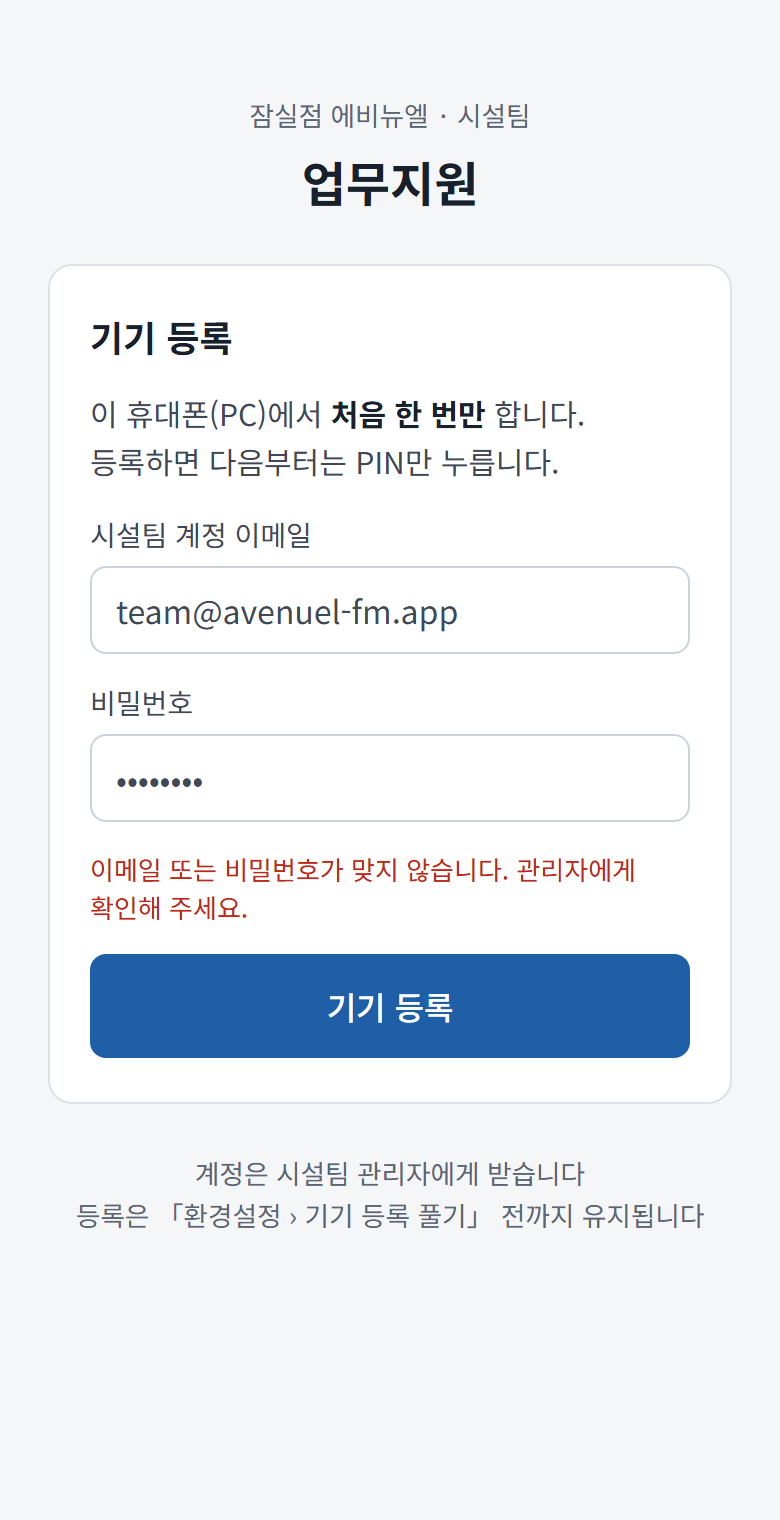 잠실점 에비뉴엘 · 시설팀
업무지원
기기 등록
이 휴대폰(PC)에서 처음 한 번만 합니다.
등록하면 다음부터는 PIN만 누릅니다.
시설팀 계정 이메일
team@avenuel-fm.app
비밀번호
••••••••
이메일 또는 비밀번호가 맞지 않습니다. 관리자에게
확인해 주세요.
기기 등록
계정은 시설팀 관리자에게 받습니다
등록은 「환경설정 › 기기 등록 풀기」 전까지 유지됩니다